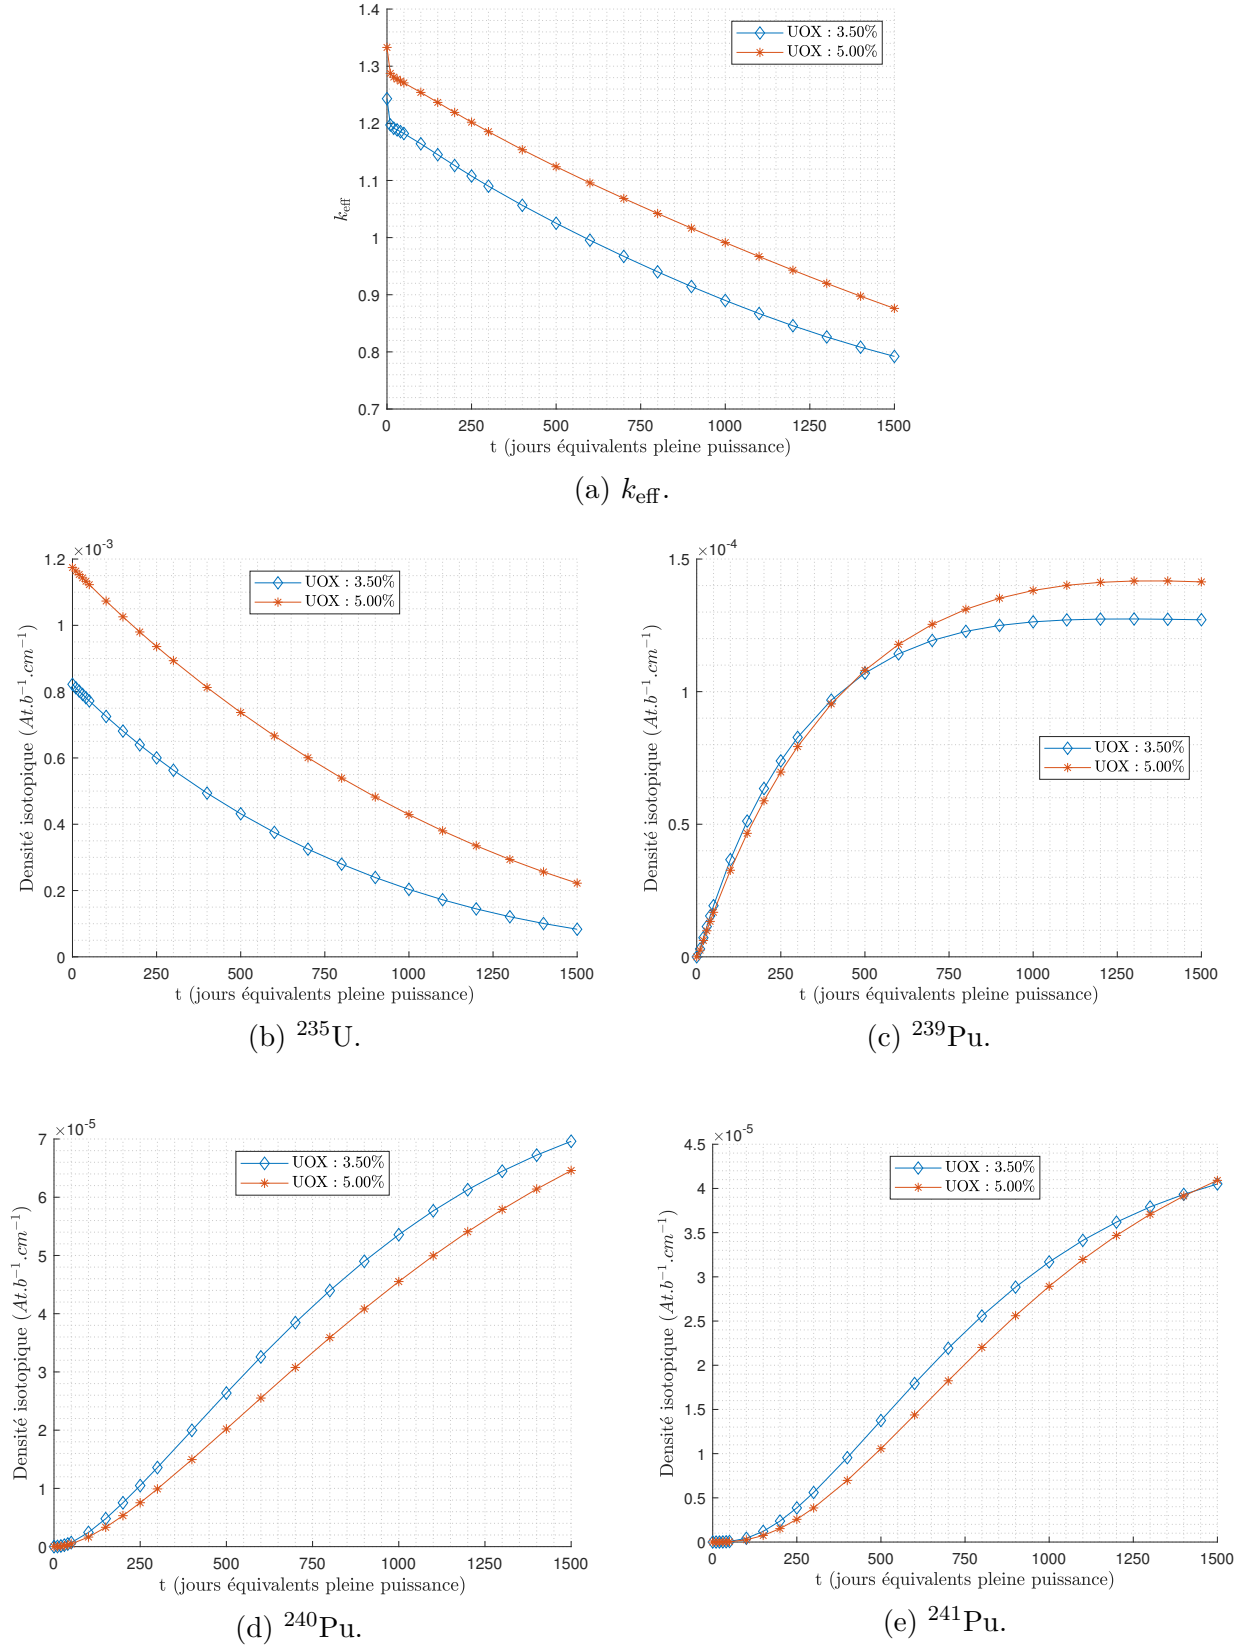 1.4
1.3
1.2
1.1
1
0.9
0.8
0.7
k_eff
UOX : 3.50%
UOX : 5.00%
0 250 500 750 1000 1250 1500
t (jours équivalents pleine puissance)
(a) k_eff.
×10^-3
1.2
1
0.8
0.6
0.4
0.2
0
Densité isotopique (At.b^−1.cm^−1)
UOX : 3.50%
UOX : 5.00%
0 250 500 750 1000 1250 1500
t (jours équivalents pleine puissance)
(b) ^235U.
×10^-4
1.5
1
0.5
0
Densité isotopique (At.b^−1.cm^−1)
UOX : 3.50%
UOX : 5.00%
0 250 500 750 1000 1250 1500
t (jours équivalents pleine puissance)
(c) ^239Pu.
×10^-5
7
6
5
4
3
2
1
0
Densité isotopique (At.b^−1.cm^−1)
UOX : 3.50%
UOX : 5.00%
0 250 500 750 1000 1250 1500
t (jours équivalents pleine puissance)
(d) ^240Pu.
×10^-5
4.5
4
3.5
3
2.5
2
1.5
1
0.5
0
Densité isotopique (At.b^−1.cm^−1)
UOX : 3.50%
UOX : 5.00%
0 250 500 750 1000 1250 1500
t (jours équivalents pleine puissance)
(e) ^241Pu.